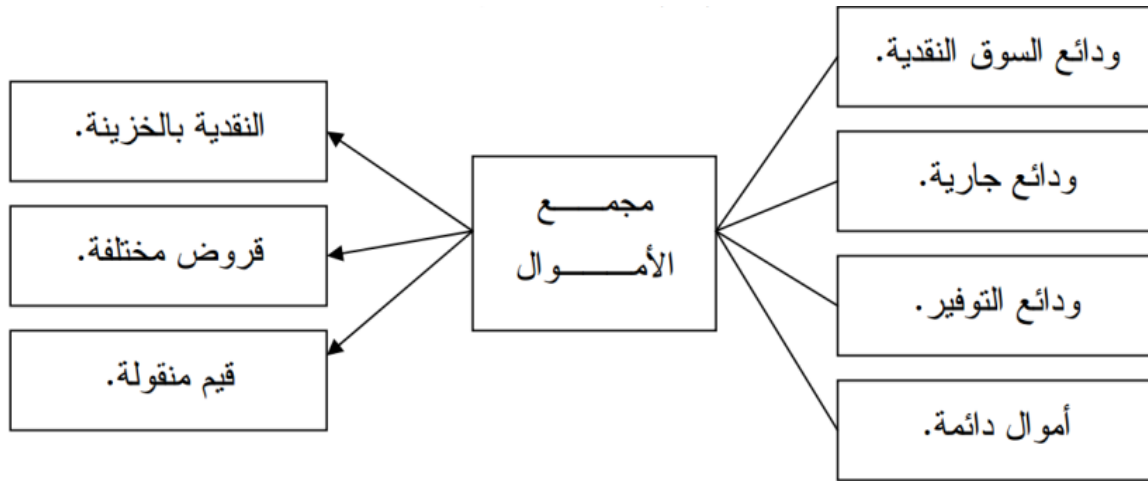 ودائع السوق النقدية.
ودائع جارية.
ودائع التوفير.
أموال دائمة.
مجمـــــع
الأمـــــوال
النقدية بالخزينة.
قروض مختلفة.
قيم منقولة.